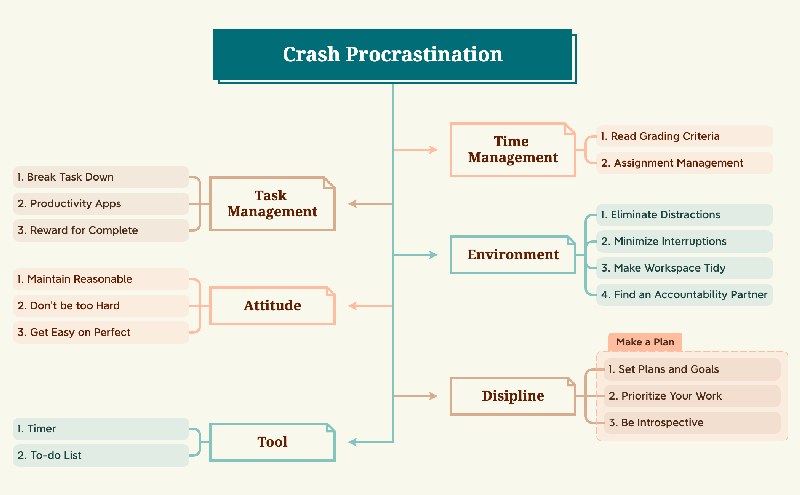 Crash Procrastination
Time
Management
1. Read Grading Criteria
2. Assignment Management
Task
Management
1. Break Task Down
2. Productivity Apps
3. Reward for Complete
Environment
1. Eliminate Distractions
2. Minimize Interruptions
3. Make Workspace Tidy
4. Find an Accountability Partner
Attitude
1. Maintain Reasonable
2. Don't be too Hard
3. Get Easy on Perfect
Disipline
Make a Plan
1. Set Plans and Goals
2. Prioritize Your Work
3. Be Introspective
Tool
1. Timer
2. To-do List